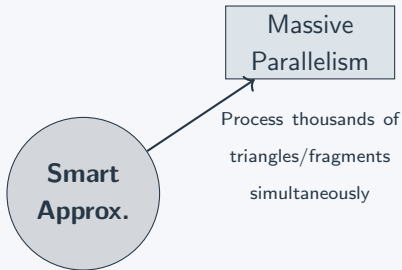 Massive
Parallelism
Process thousands of
triangles/fragments
simultaneously
Smart
Approx.